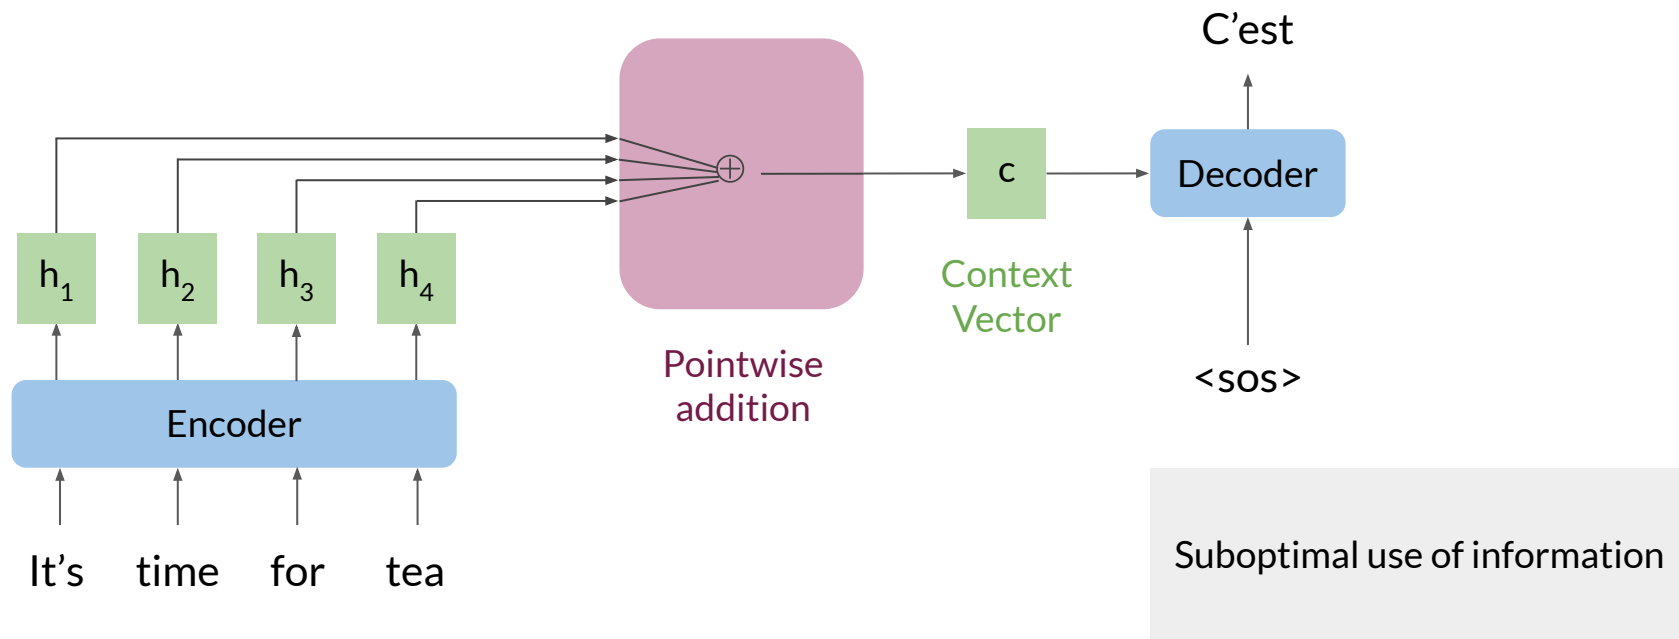 C’est
Decoder
c
h1 h2 h3 h4
Context
Vector
Pointwise
addition
<sos>
Encoder
It’s time for tea
Suboptimal use of information